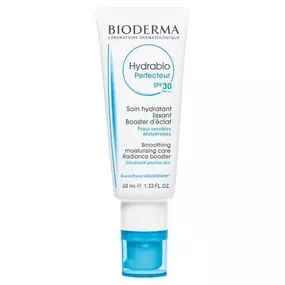 BIODERMA
LABORATOIRE DERMATOLOGIQUE
Hydrabio
Perfecteur
SPF 30
Soin hydratant
lissant
Booster d'éclat
Peaux sensibles
déshydratées
Smoothing
moisturising care
Radiance booster
Dehydrated sensitive skin
40 ml e 1.33 FL. OZ.